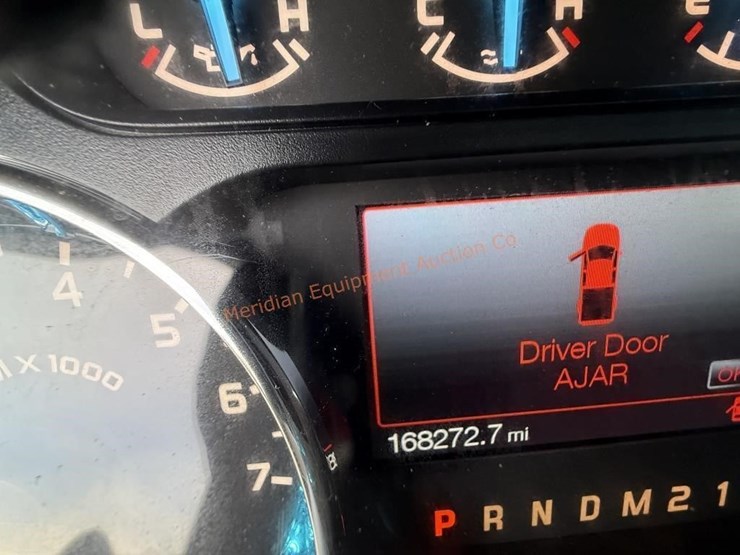 L H C H E
4
5
X 1000
6
7
Meridian Equipment Auction Co
Driver Door
AJAR
168272.7 mi
P R N D M 2 1